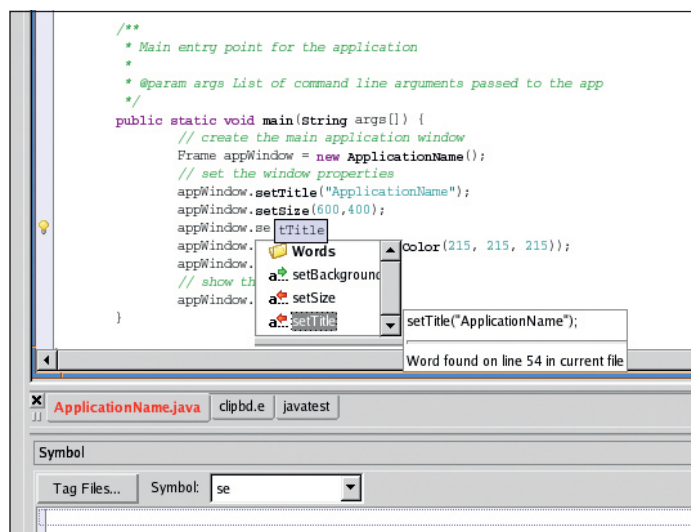 /**
* Main entry point for the application
*
* @param args List of command line arguments passed to the app
*/
public static void main(String args[]) {
// create the main application window
Frame appWindow = new ApplicationName();
// set the window properties
appWindow.setTitle("ApplicationName");
appWindow.setSize(600,400);
appWindow.se tTitle
appWindow. Color(215, 215, 215));
appWindow.
// show th
appWindow.
}
Words
a... setBackground
a... setSize
a... setTitle
setTitle("ApplicationName");
Word found on line 54 in current file
ApplicationName.java clipbd.e javatest
Symbol
Tag Files... Symbol: se